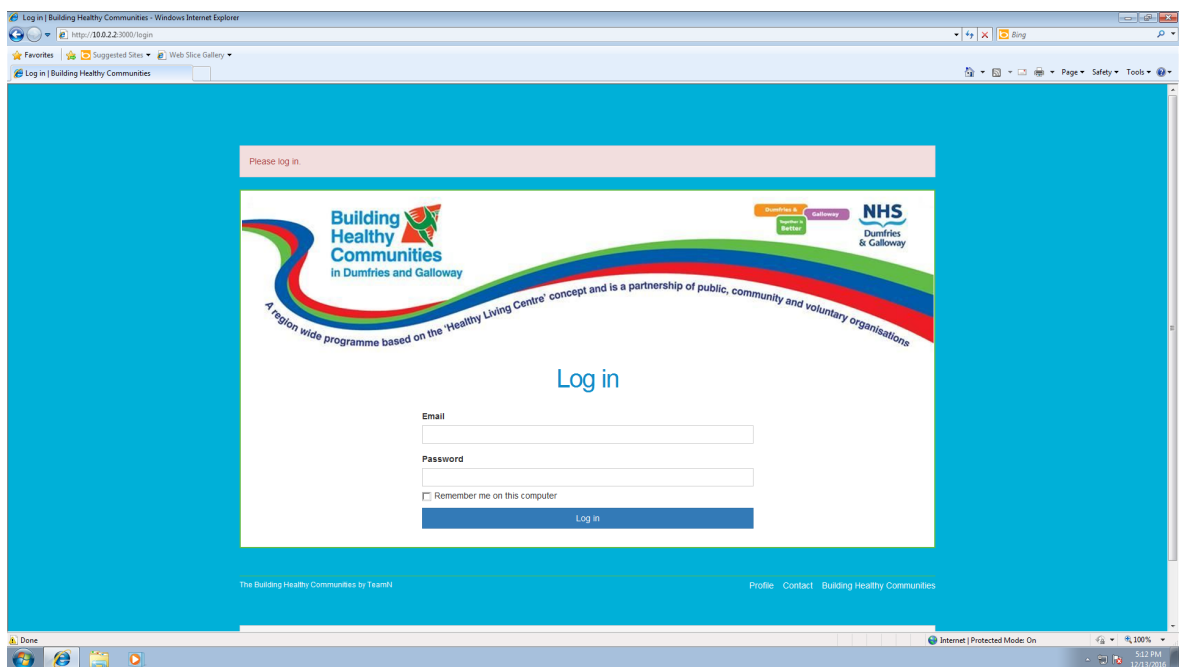 Log in | Building Healthy Communities - Windows Internet Explorer
http://10.0.2.2:3000/login
Bing
Favorites
Suggested Sites
Web Slice Gallery
Log in | Building Healthy Communities
Page
Safety
Tools
Please log in.
Building
Healthy
Communities
in Dumfries and Galloway
Dumfries &
Galloway
Together is
Better
NHS
Dumfries
& Galloway
A region wide programme based on the 'Healthy Living Centre' concept and is a partnership of public, community and voluntary organisations
Log in
Email
Password
Remember me on this computer
Log in
The Building Healthy Communities by TeamN
Profile Contact Building Healthy Communities
Done
Internet | Protected Mode: On
100%
5:12 PM
12/13/2016